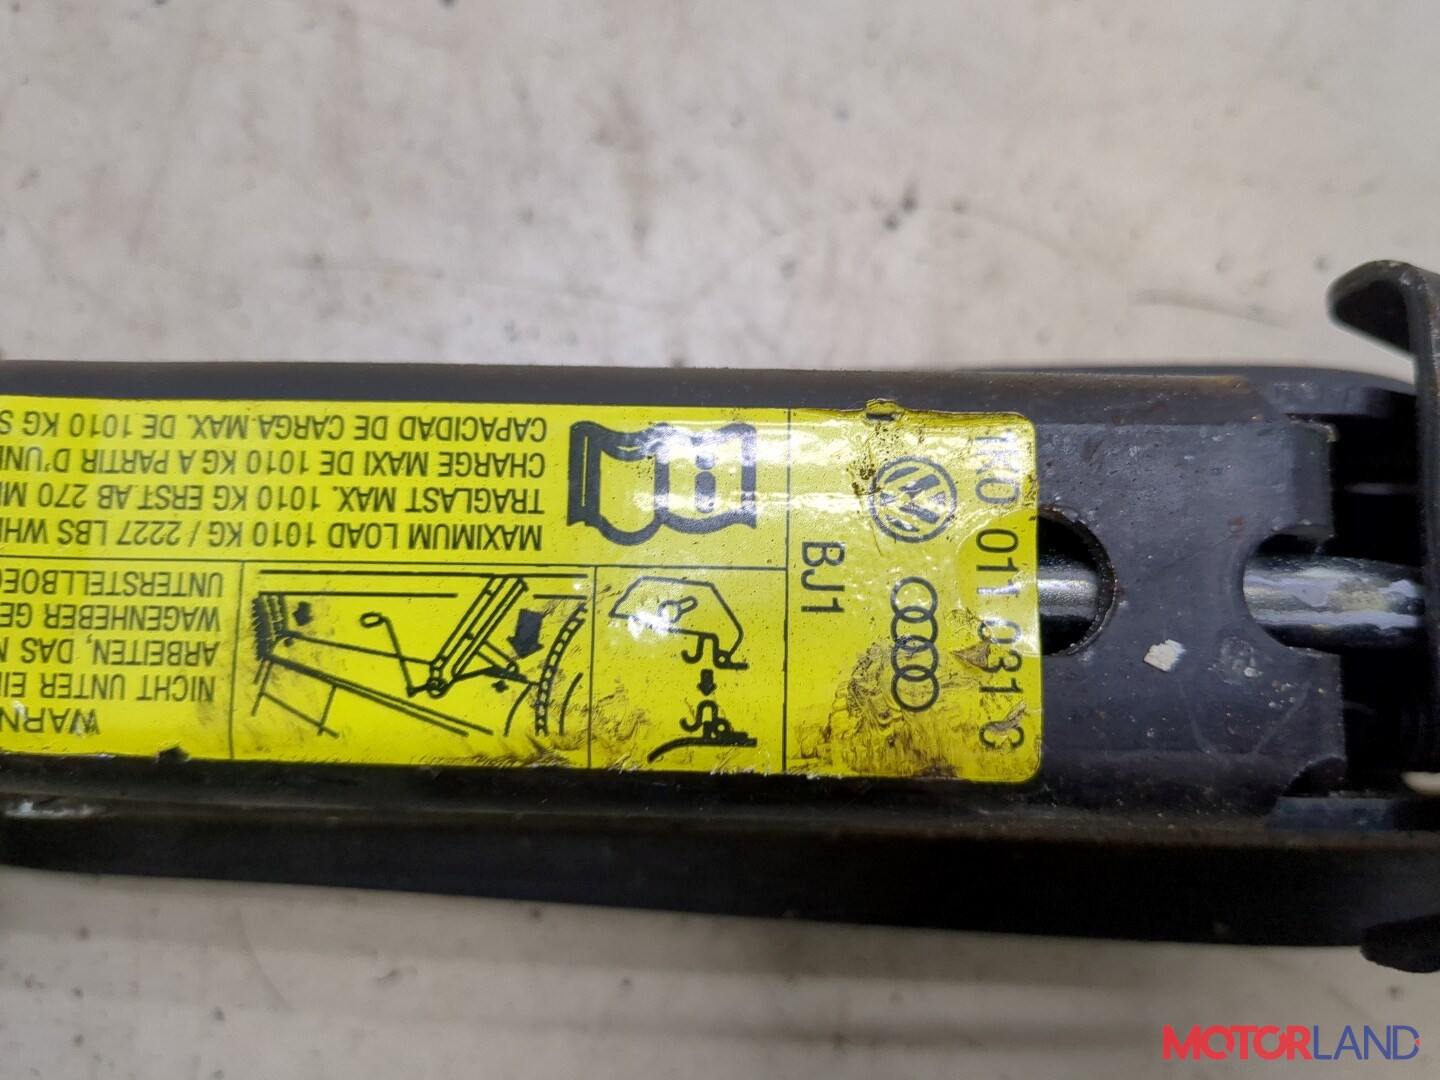 MAXIMUM LOAD 1010 KG / 2227 LBS WH
TRAGLAST MAX. 1010 KG ERST AB 270 M
CHARGE MAXI DE 1010 KG A PARTIR D'UN
CAPACIDAD DE CARGA MAX. DE 1010 KG S
WARN
NICHT UNTER EI
ARBEITEN, DAS
WAGENHEBER GE
UNTERSTELLBOE
BJ1
1K0 011 031 C
MOTORLAND